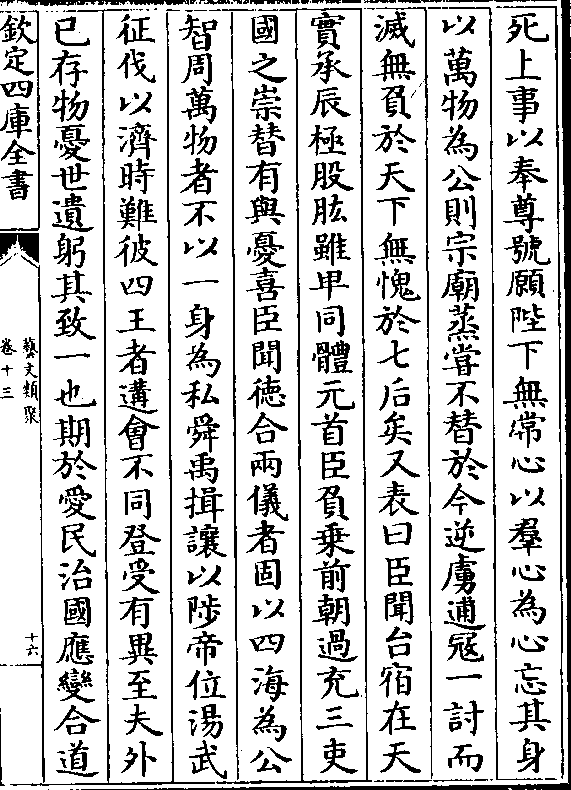 死上事以奉尊號願陛下無常心以羣心為心忘其身
以萬物為公則宗廟蒸嘗不替於今逆虜逋冦一討而
滅無負於天下無愧於七后矣又表曰臣聞台宿在天
實承辰極股肱雖卑同體元首臣負乗前朝過充三吏
國之崇替有與憂喜臣聞徳合兩儀者固以四海為公
智周萬物者不以一身為私舜禹揖讓以陟帝位湯武
征伐以濟時難彼四王者遘會不同登受有異至夫外
已存物憂世遺躬其致一也期於愛民治國應變合道
欽定四庫全書
藝文類聚
卷十三
十六